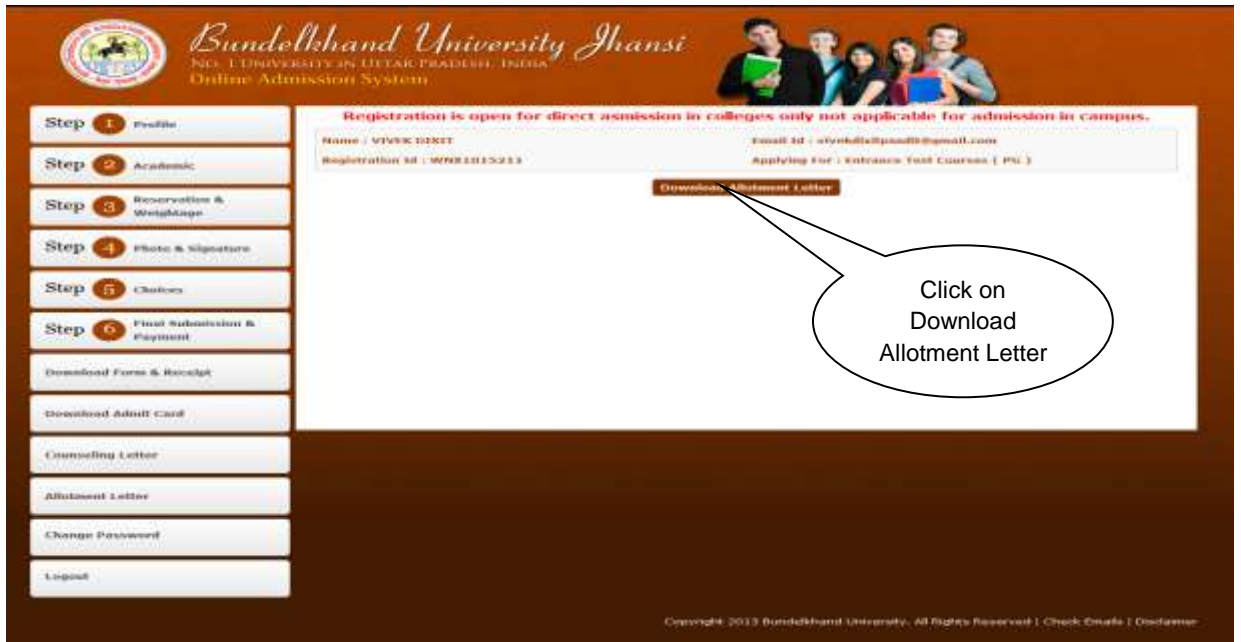 Bundelkhand University Jhansi
No. 1 University in Uttar Pradesh, India
Online Admission System
Registration is open for direct asmission in colleges only not applicable for admission in campus.
Step 1 Profile
Name : VIVEK DIXIT
Email Id :
Registration Id : WN81015211
Applying For : Entrance Test Courses ( PG )
Step 2 Academic
Download Allotment Letter
Step 3 Reservation &
Weightage
Step 4 Photo & Signature
Step 5 Choices
Step 6 Final Submission &
Payment
Click on
Download
Allotment Letter
Download Form & Receipt
Download Admit Card
Counseling Letter
Allotment Letter
Change Password
Logout
Copyright 2013 Bundelkhand University. All Rights Reserved | Check Emails | Disclaimer